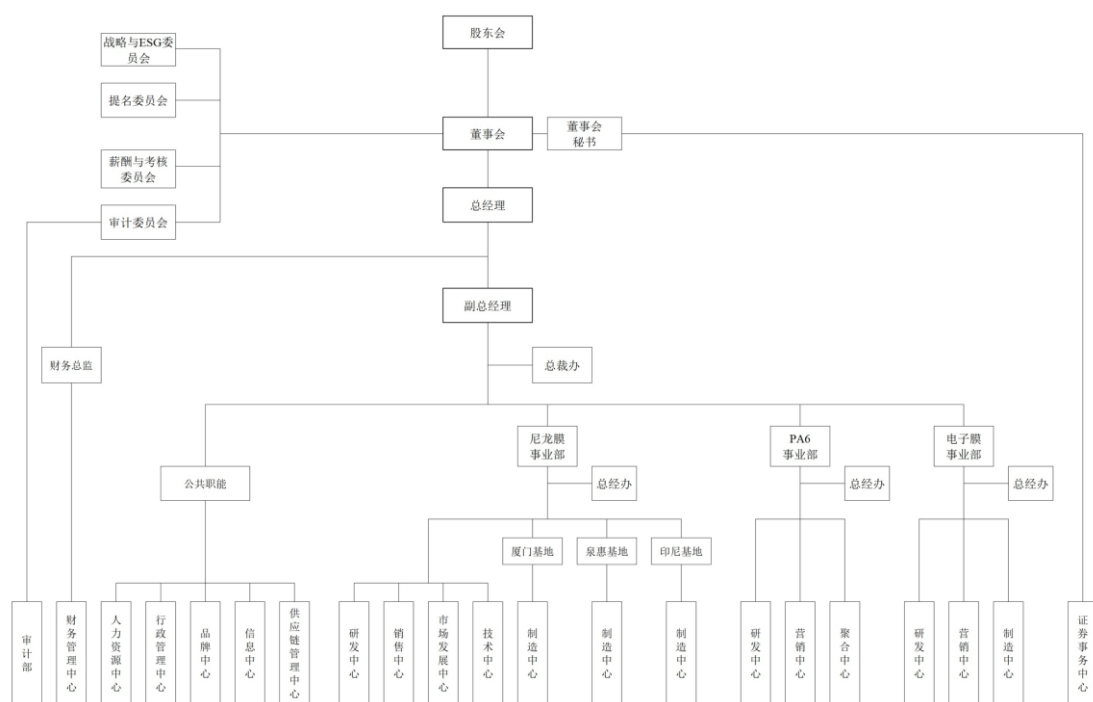 股东会
战略与ESG委
员会
提名委员会
董事会
董事会
秘书
薪酬与考核
委员会
总经理
审计委员会
副总经理
财务总监
总裁办
尼龙膜
事业部
PA6
事业部
电子膜
事业部
公共职能
总经办
总经办
总经办
厦门基地
泉惠基地
印尼基地
审计部
财务管理中心
人力资源中心
行政管理中心
品牌中心
信息中心
供应链管理中心
研发中心
销售中心
市场发展中心
技术中心
制造中心
制造中心
制造中心
研发中心
营销中心
聚合中心
研发中心
营销中心
制造中心
证券事务中心